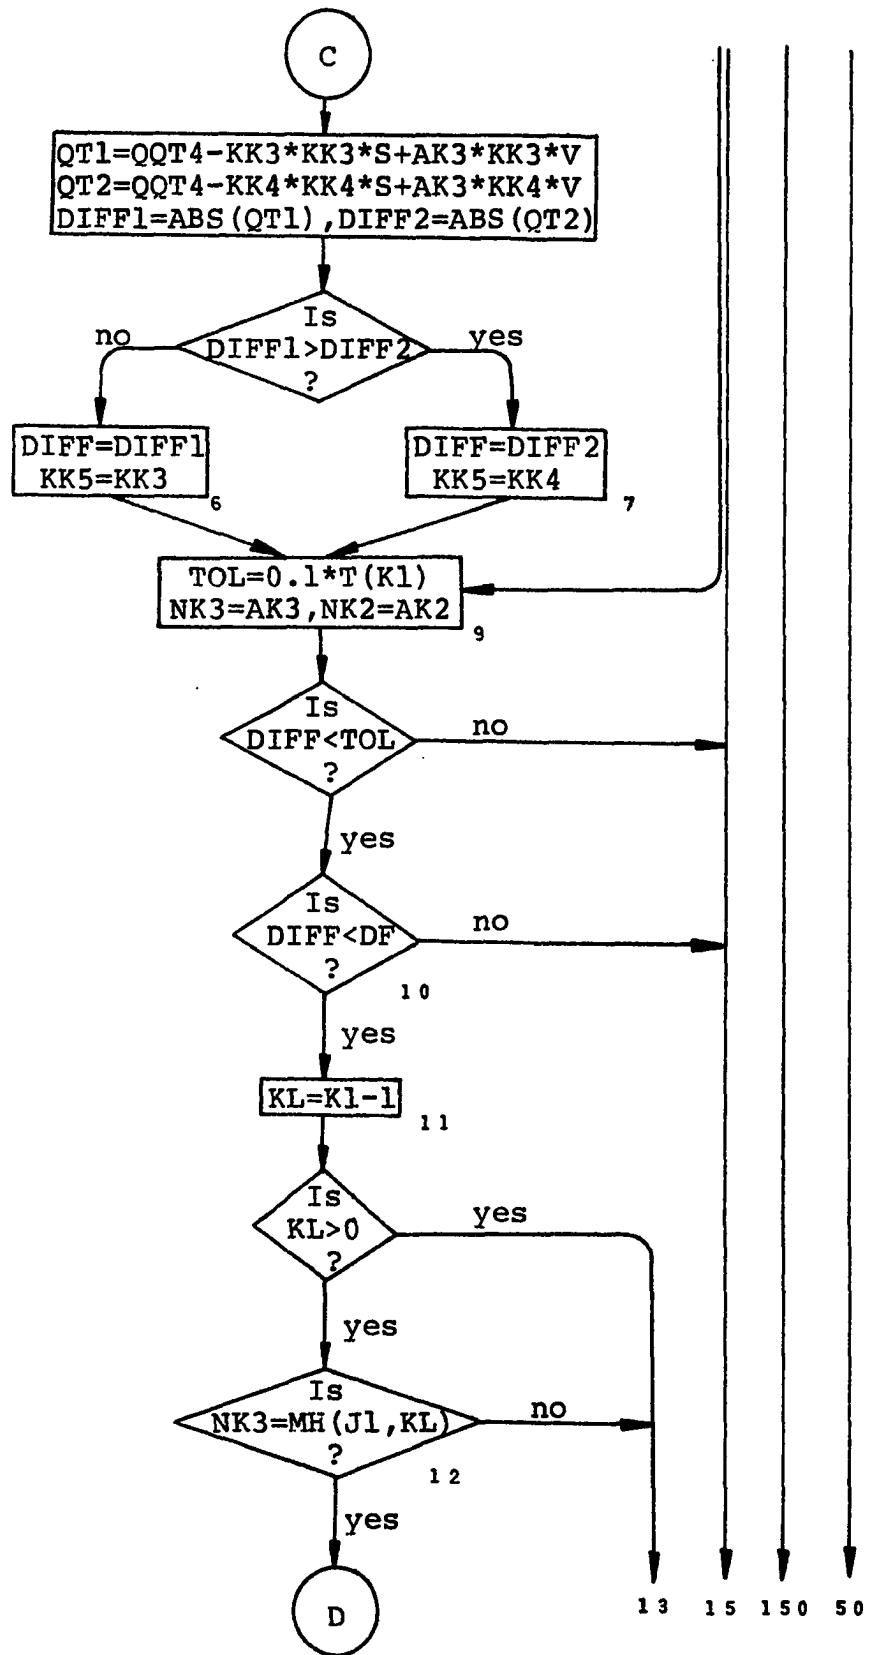 C
QT1=QQT4-KK3*KK3*S+AK3*KK3*V
QT2=QQT4-KK4*KK4*S+AK3*KK4*V
DIFF1=ABS(QT1),DIFF2=ABS(QT2)
Is
DIFF1>DIFF2
?
no
yes
DIFF=DIFF1
KK5=KK3
6
DIFF=DIFF2
KK5=KK4
7
TOL=0.1*T(K1)
NK3=AK3,NK2=AK2
9
Is
DIFF<TOL
?
no
yes
Is
DIFF<DF
?
no
10
yes
KL=K1-1
11
Is
KL>0
?
yes
yes
Is
NK3=MH(J1,KL)
?
no
12
yes
D
13
15
150
50